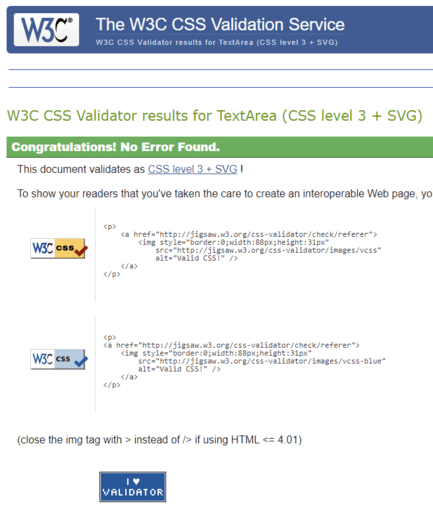 W3C®
The W3C CSS Validation Service
W3C CSS Validator results for TextArea (CSS level 3 + SVG)
W3C CSS Validator results for TextArea (CSS level 3 + SVG)
Congratulations! No Error Found.
This document validates as CSS level 3 + SVG !
To show your readers that you've taken the care to create an interoperable Web page, yo
W3C css
<p>
<a href="http://jigsaw.w3.org/css-validator/check/referer">
<img style="border:0;width:88px;height:31px"
src="http://jigsaw.w3.org/css-validator/images/vcss"
alt="Valid CSS!" />
</a>
</p>
W3C css
<p>
<a href="http://jigsaw.w3.org/css-validator/check/referer">
<img style="border:0;width:88px;height:31px"
src="http://jigsaw.w3.org/css-validator/images/vcss-blue"
alt="Valid CSS!" />
</a>
</p>
(close the img tag with > instead of /> if using HTML <= 4.01)
I ♥
VALIDATOR